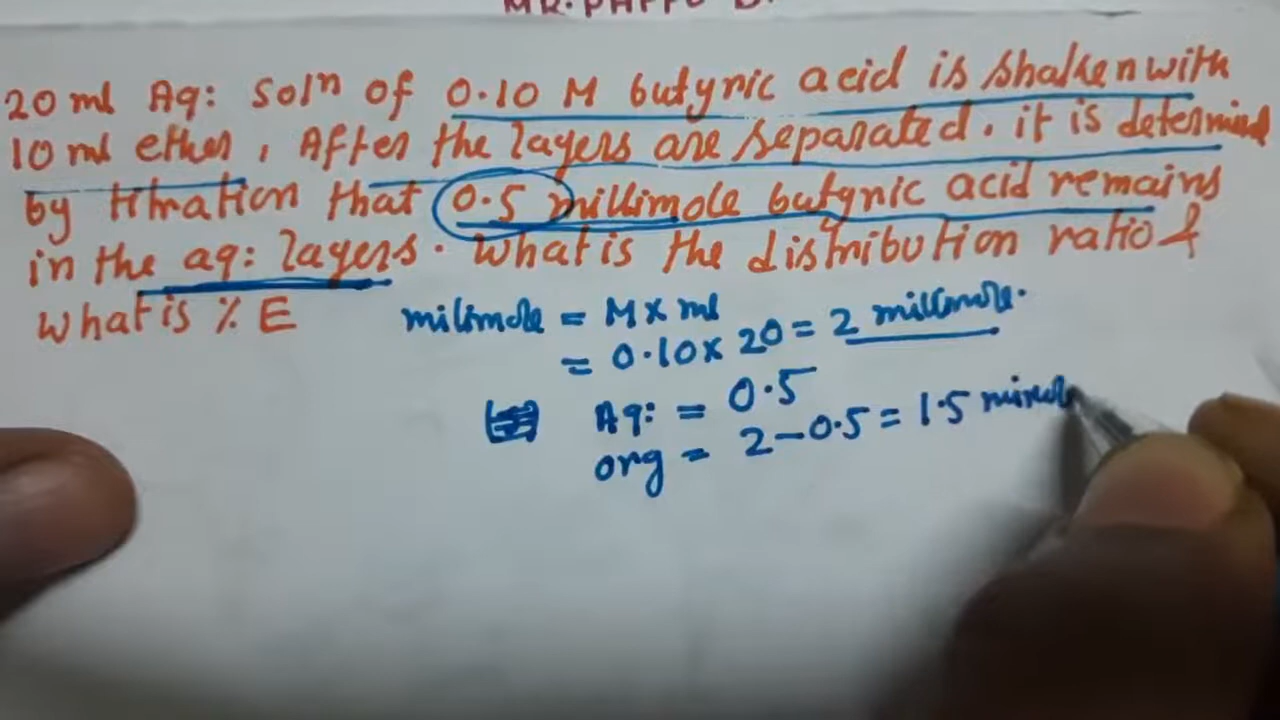 20 ml Aq: soln of 0.10 M butyric acid is shaken with
10 ml ether, After the layers are separated. it is determined
by titration that 0.5 millimole butyric acid remains
in the aq: layers. What is the distribution ratio &
what is % E
milimole = M x ml
= 0.10 x 20 = 2 millimole.
Aq: = 0.5
org = 2 - 0.5 = 1.5